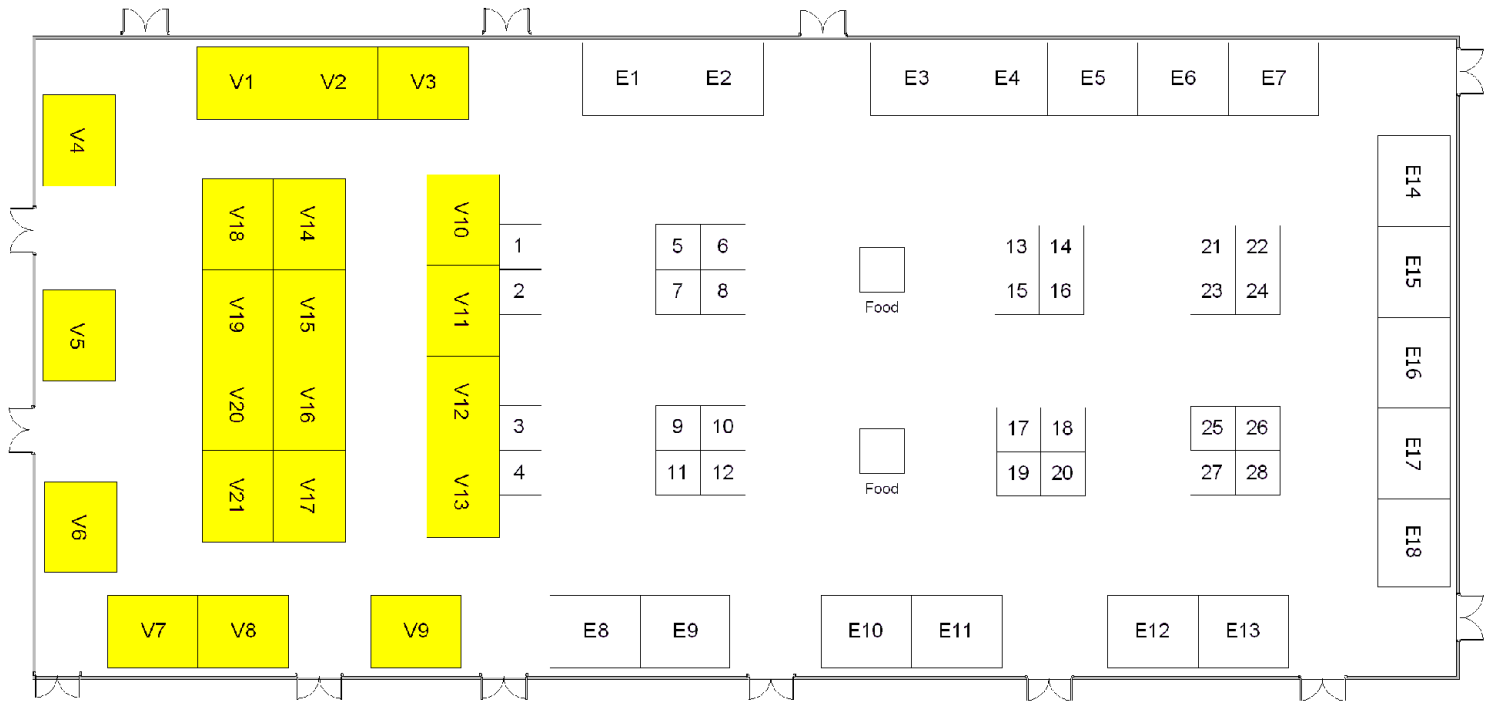 V1 V2 V3 E1 E2 E3 E4 E5 E6 E7
V4
E14
V18 V14 V10
1 5 6 13 14 21 22
E15
2 7 8 15 16 23 24
Food
V5 V19 V15 V11
E16
V20 V16 V12
3 9 10 17 18 25 26
E17
4 11 12 19 20 27 28
Food
V6 V21 V17 V13
E18
V7 V8 V9 E8 E9 E10 E11 E12 E13